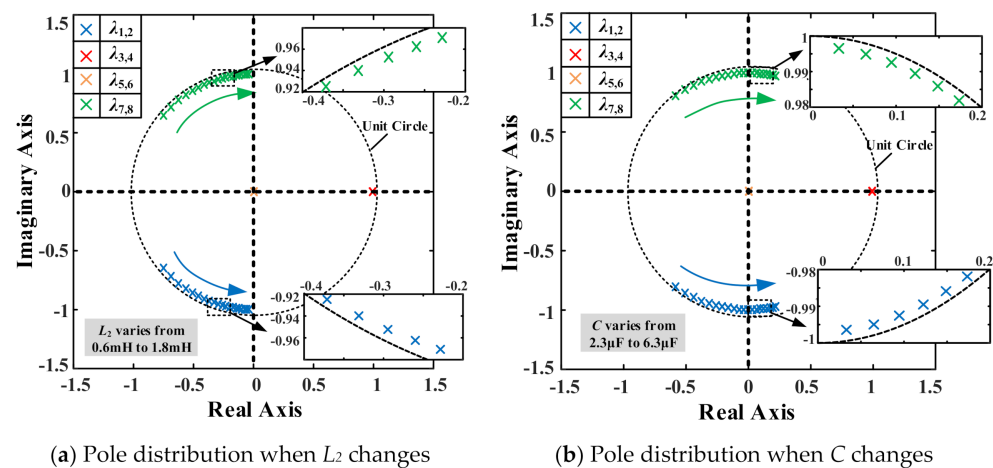 1.5
1
0.5
0
-0.5
-1
-1.5
Imaginary Axis
λ1,2
λ3,4
λ5,6
λ7,8
0.96
0.94
0.92
-0.4
-0.3
-0.2
Unit Circle
-0.4
-0.3
-0.2
-0.92
-0.94
-0.96
L2 varies from
0.6mH to 1.8mH
-1.5
-1
-0.5
0
0.5
1
1.5
Real Axis
(a) Pole distribution when L2 changes
1.5
1
0.5
0
-0.5
-1
-1.5
Imaginary Axis
λ1,2
λ3,4
λ5,6
λ7,8
1
0.99
0.98
0
0.1
0.2
Unit Circle
0
0.1
0.2
-0.98
-0.99
-1
C varies from
2.3μF to 6.3μF
-1.5
-1
-0.5
0
0.5
1
1.5
Real Axis
(b) Pole distribution when C changes